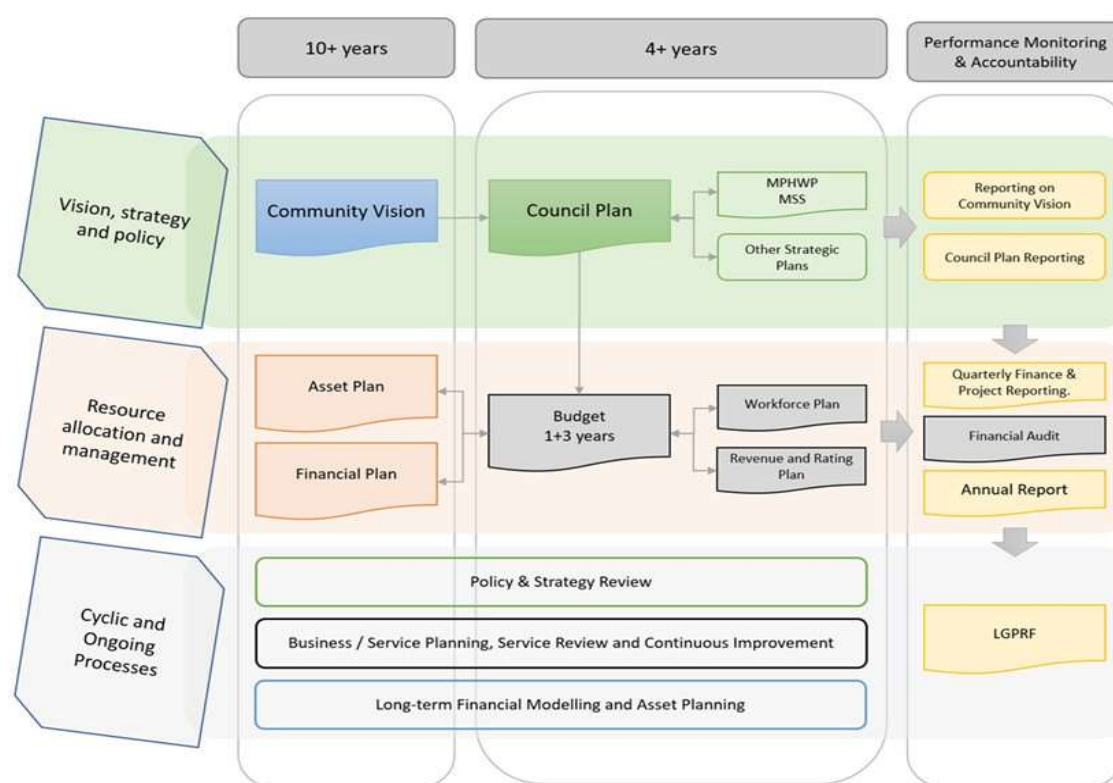 10+ years
4+ years
Performance Monitoring
& Accountability
Vision, strategy
and policy
Community Vision
Council Plan
MPHWP
MSS
Other Strategic
Plans
Reporting on
Community Vision
Council Plan Reporting
Resource
allocation and
management
Asset Plan
Financial Plan
Budget
1+3 years
Workforce Plan
Revenue and Rating
Plan
Quarterly Finance &
Project Reporting.
Financial Audit
Annual Report
Cyclic and
Ongoing
Processes
Policy & Strategy Review
Business / Service Planning, Service Review and Continuous Improvement
Long-term Financial Modelling and Asset Planning
LGPRF